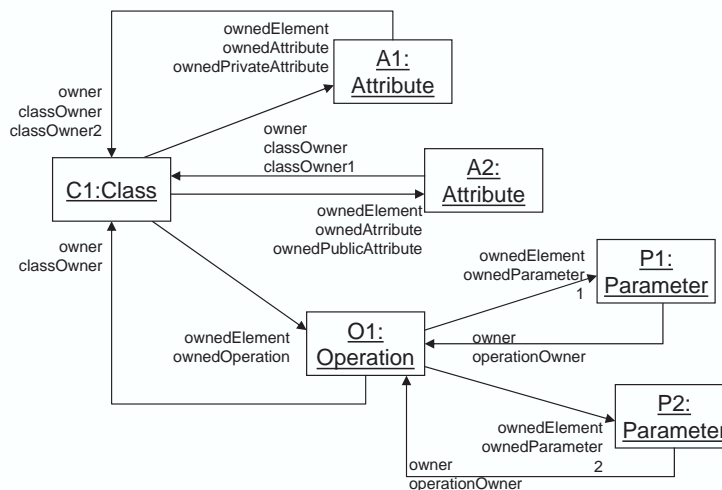 ownedElement
ownedAttribute
ownedPrivateAttribute
A1:
Attribute
owner
classOwner
classOwner2
owner
classOwner
classOwner1
A2:
Attribute
C1:Class
ownedElement
ownedAtrribute
ownedPublicAttribute
owner
classOwner
ownedElement
ownedParameter
1
P1:
Parameter
ownedElement
ownedOperation
O1:
Operation
owner
operationOwner
P2:
Parameter
ownedElement
ownedParameter
2
owner
operationOwner